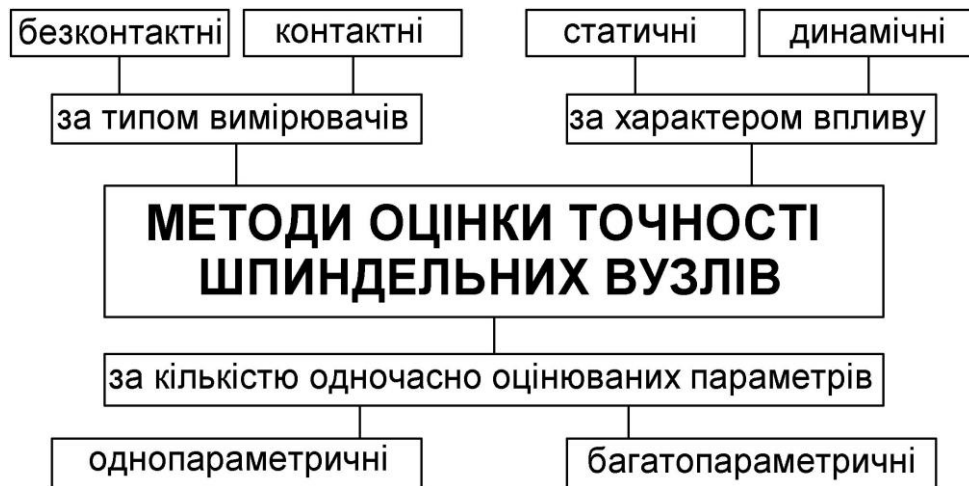 безконтактні
контактні
статичні
динамічні
за типом вимірювачів
за характером впливу
МЕТОДИ ОЦІНКИ ТОЧНОСТІ
ШПИНДЕЛЬНИХ ВУЗЛІВ
за кількістю одночасно оцінюваних параметрів
однопараметричні
багатопараметричні